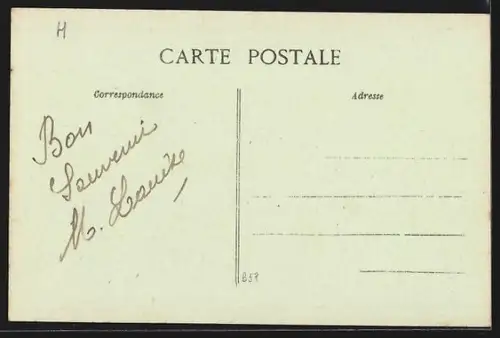 H
CARTE POSTALE
Correspondance
Adresse
Bon
Souvenir
M.